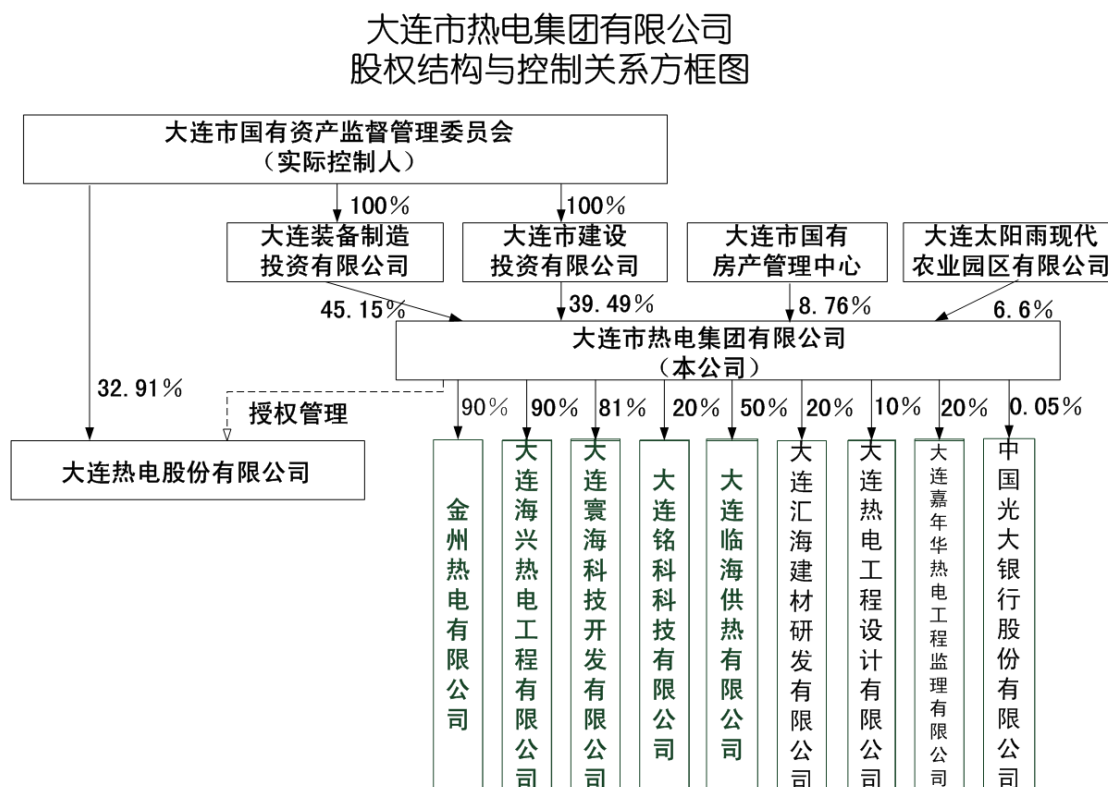 大连市热电集团有限公司
股权结构与控制关系方框图
大连市国有资产监督管理委员会
（实际控制人）
100%
100%
大连装备制造
投资有限公司
大连市建设
投资有限公司
大连市国有
房产管理中心
大连太阳雨现代
农业园区有限公司
45.15%
39.49%
8.76%
6.6%
大连市热电集团有限公司
（本公司）
32.91%
授权管理
90%
90%
81%
20%
50%
20%
10%
20%
0.05%
大连热电股份有限公司
金州热电有限公司
大连海兴热电工程有限公司
大连寰海科技开发有限公司
大连铭科科技有限公司
大连临海供热有限公司
大连汇海建材研发有限公司
大连热电工程设计有限公司
大连嘉年华热电工程监理有限公司
中国光大银行股份有限公司